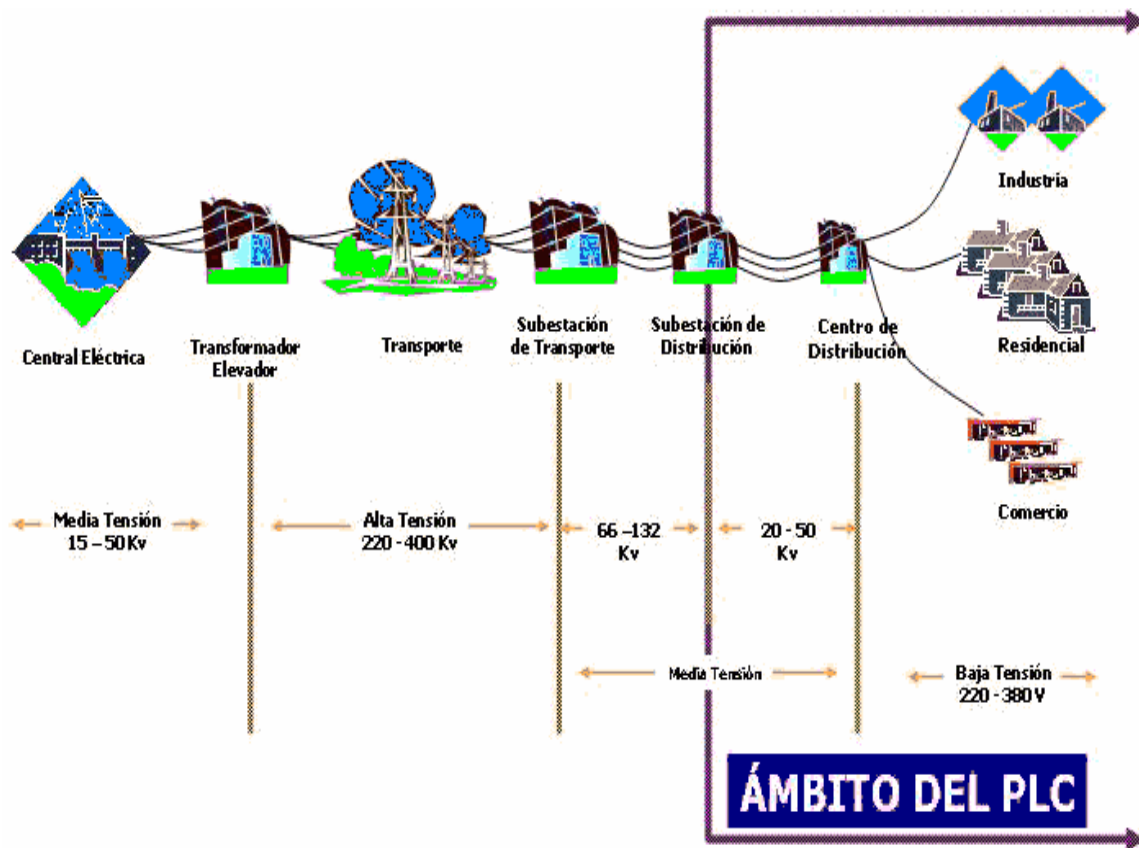 Industria
Central Eléctrica
Transformador
Elevador
Transporte
Subestación
de Transporte
Subestación de
Distribución
Centro de
Distribución
Residencial
Comercio
Media Tensión
15 – 50 Kv
Alta Tensión
220 - 400 Kv
66 –132
Kv
20 - 50
Kv
Media Tensión
Baja Tensión
220 - 380 V
ÁMBITO DEL PLC